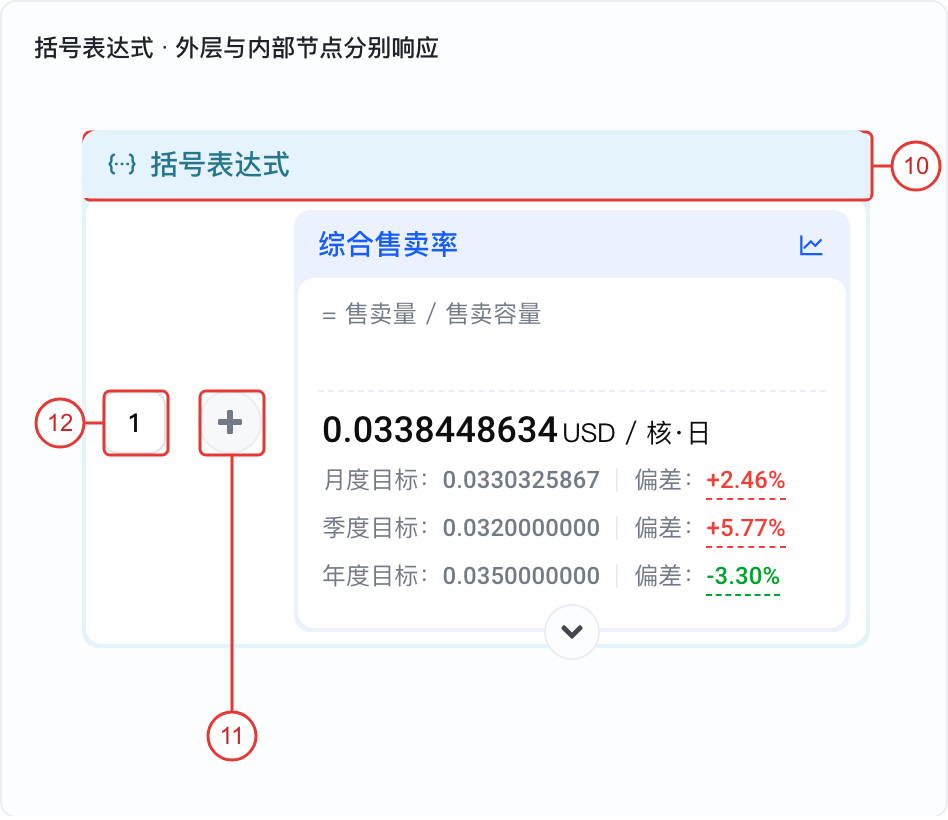 括号表达式 · 外层与内部节点分别响应
{···} 括号表达式
10
综合售卖率
= 售卖量 / 售卖容量
12
1
+
0.0338448634 USD / 核·日
月度目标： 0.0330325867 | 偏差： +2.46%
季度目标： 0.0320000000 | 偏差： +5.77%
年度目标： 0.0350000000 | 偏差： -3.30%
11